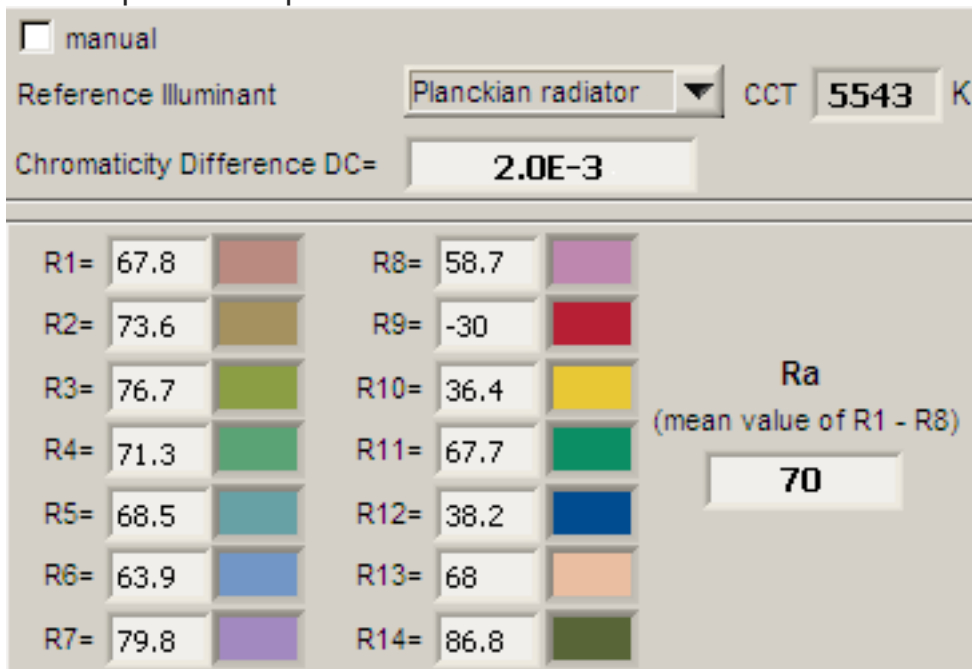 manual
Reference Illuminant Planckian radiator CCT 5543 K
Chromaticity Difference DC= 2.0E-3
R1= 67.8 R8= 58.7
R2= 73.6 R9= -30
R3= 76.7 R10= 36.4
R4= 71.3 R11= 67.7
R5= 68.5 R12= 38.2
R6= 63.9 R13= 68
R7= 79.8 R14= 86.8
Ra
(mean value of R1 - R8)
70